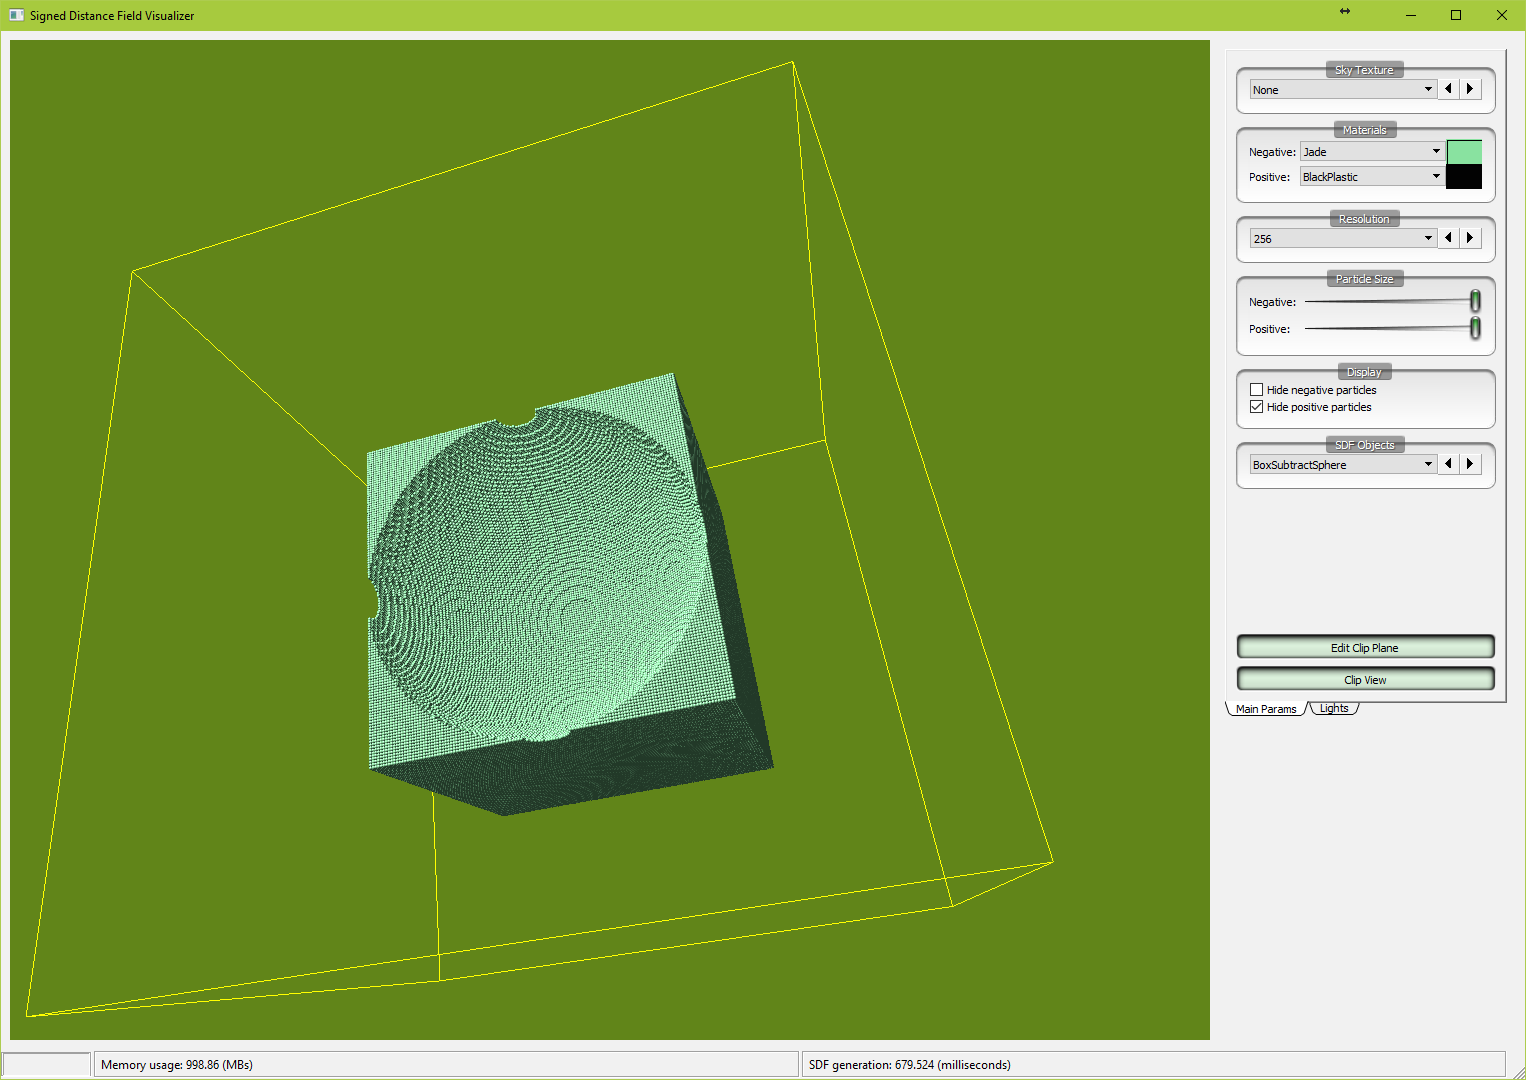 Signed Distance Field Visualizer
Sky Texture
None
Materials
Negative: Jade
Positive: BlackPlastic
Resolution
256
Particle Size
Negative:
Positive:
Display
Hide negative particles
Hide positive particles
SDF Objects
BoxSubtractSphere
Edit Clip Plane
Clip View
Main Params Lights
Memory usage: 998.86 (MBs) SDF generation: 679.524 (milliseconds)